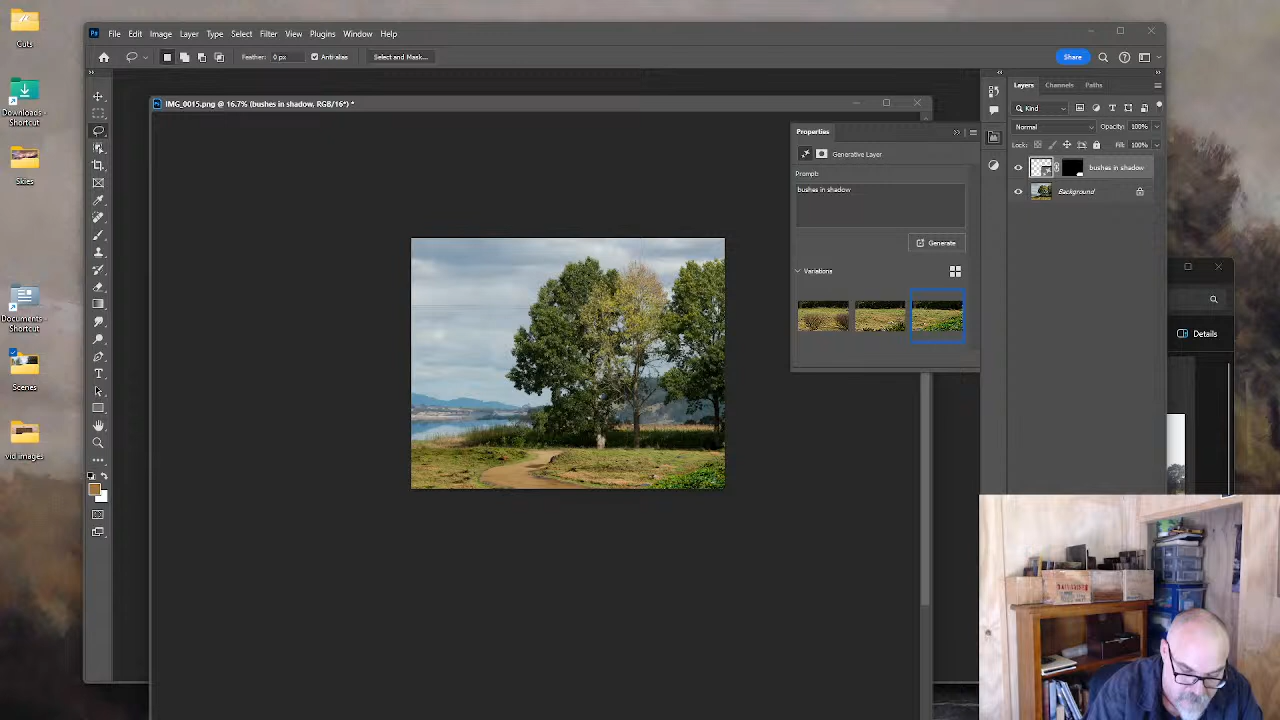 Cuts
Downloads - Shortcut
Skies
Documents - Shortcut
Scenes
vid images
Ps File Edit Image Layer Type Select Filter View Plugins Window Help
Feather: 0 px Anti-alias Select and Mask... Share
IMG_0015.png @ 16.7% (bushes in shadow, RGB/16*) *
Properties
Generative Layer
Prompt:
bushes in shadow
Generate
Variations
Layers Channels Paths
Kind
Normal Opacity: 100%
Lock: Fill: 100%
bushes in shadow
Background
Details